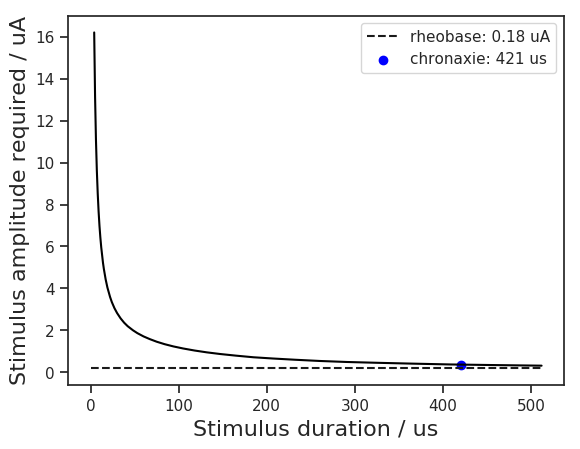 rheobase: 0.18 uA
chronaxie: 421 us
Stimulus amplitude required / uA
16
14
12
10
8
6
4
2
0
0 100 200 300 400 500
Stimulus duration / us